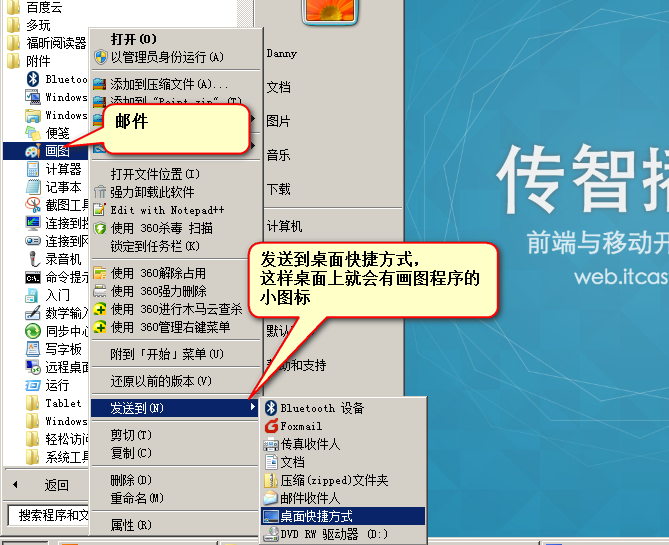 百度云
多玩
福昕阅读器
附件
Bluetoo
Windows
Windows
便笺
画图
计算器
记事本
截图工具
连接到投
连接到网
录音机
命令提示
入门
数学输入
同步中心
写字板
远程桌面
运行
Tablet
Windows
轻松访问
系统工具
返回
搜索程序和文
打开(O)
以管理员身份运行(A)
添加到压缩文件(A)...
添加到 "Paint.zip" (T)
邮件
打开文件位置(I)
强力卸载此软件
Edit with Notepad++
使用 360杀毒 扫描
锁定到任务栏(K)
使用 360解除占用
使用 360强力删除
使用 360进行木马云查杀
使用 360管理右键菜单
附到「开始」菜单(U)
还原以前的版本(V)
发送到(N)
剪切(T)
复制(C)
删除(D)
重命名(M)
属性(R)
Danny
文档
图片
音乐
下载
计算机
发送到桌面快捷方式,
这样桌面上就会有画图程序的
小图标
默认
助和支持
Bluetooth 设备
Foxmail
传真收件人
文档
压缩(zipped)文件夹
邮件收件人
桌面快捷方式
DVD RW 驱动器 (D:)
传智播
前端与移动开
web.itcas